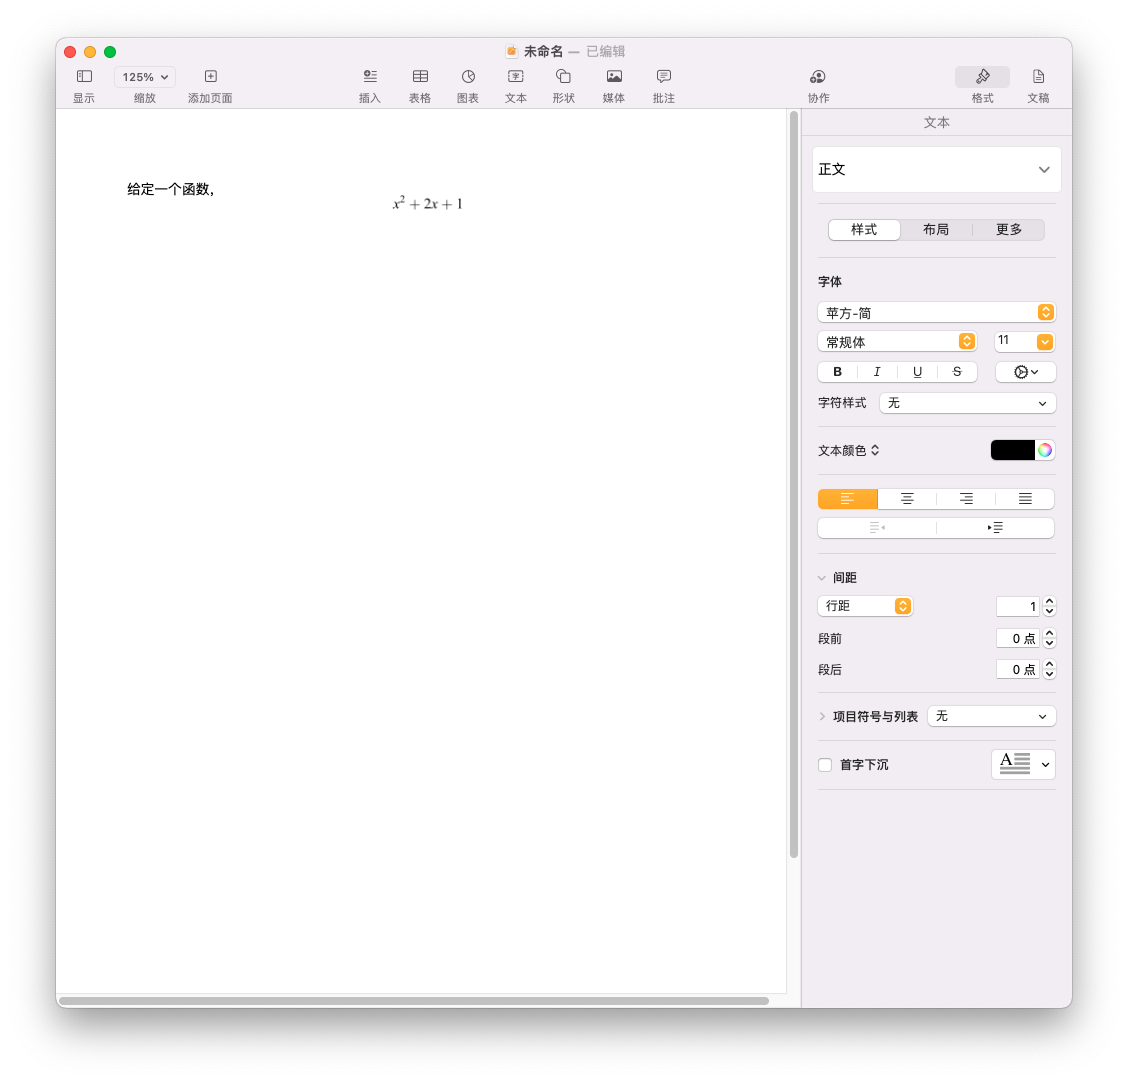 未命名 — 已编辑
125%
显示
缩放
添加页面
插入
表格
图表
文本
形状
媒体
批注
协作
格式
文稿
给定一个函数,
x² + 2x + 1
文本
正文
样式
布局
更多
字体
苹方-简
常规体
11
B I U S
字符样式 无
文本颜色
间距
行距 1
段前 0 点
段后 0 点
项目符号与列表 无
首字下沉 A